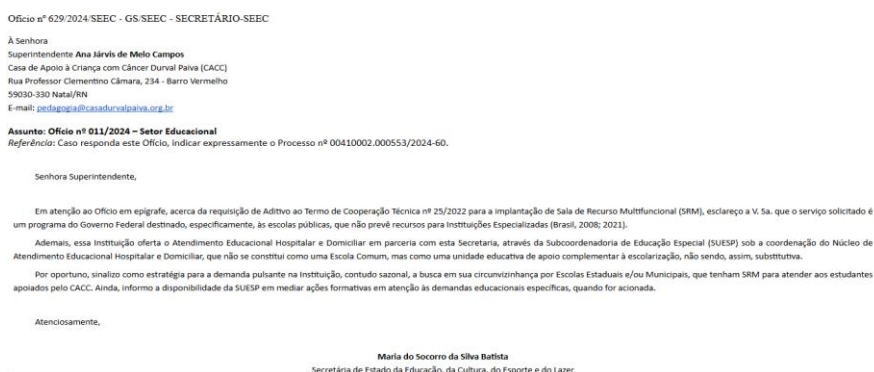 Ofício nº 629/2024/SEEC - GS/SEEC - SECRETÁRIO-SEEC
À Senhora
Superintendente Ana Járvis de Melo Campos
Casa de Apoio à Criança com Câncer Durval Paiva (CACC)
Rua Professor Clementino Câmara, 234 - Barro Vermelho
59030-330 Natal/RN
E-mail: pedagogia@casadurvalpaiva.org.br
Assunto: Ofício nº 011/2024 – Setor Educacional
Referência: Caso responda este Ofício, indicar expressamente o Processo nº 00410002.000553/2024-60.
Senhora Superintendente,
Em atenção ao Ofício em epígrafe, acerca da requisição de Aditivo ao Termo de Cooperação Técnica nº 25/2022 para a implantação de Sala de Recurso Multifuncional (SRM), esclareço a V. Sa. que o serviço solicitado é
um programa do Governo Federal destinado, especificamente, às escolas públicas, que não prevê recursos para Instituições Especializadas (Brasil, 2008; 2021).
Ademais, essa Instituição oferta o Atendimento Educacional Hospitalar e Domiciliar em parceria com esta Secretaria, através da Subcoordenadoria de Educação Especial (SUESP) sob a coordenação do Núcleo de
Atendimento Educacional Hospitalar e Domiciliar, que não se constitui como uma Escola Comum, mas como uma unidade educativa de apoio complementar à escolarização, não sendo, assim, substitutiva.
Por oportuno, sinalizo como estratégia para a demanda pulsante na Instituição, contudo sazonal, a busca em sua circunvizinhança por Escolas Estaduais e/ou Municipais, que tenham SRM para atender aos estudantes
apoiados pelo CACC. Ainda, informo a disponibilidade da SUESP em mediar ações formativas em atenção às demandas educacionais específicas, quando for acionada.
Atenciosamente,
Maria do Socorro da Silva Batista
Secretária de Estado da Educação, da Cultura, do Esporte e do Lazer